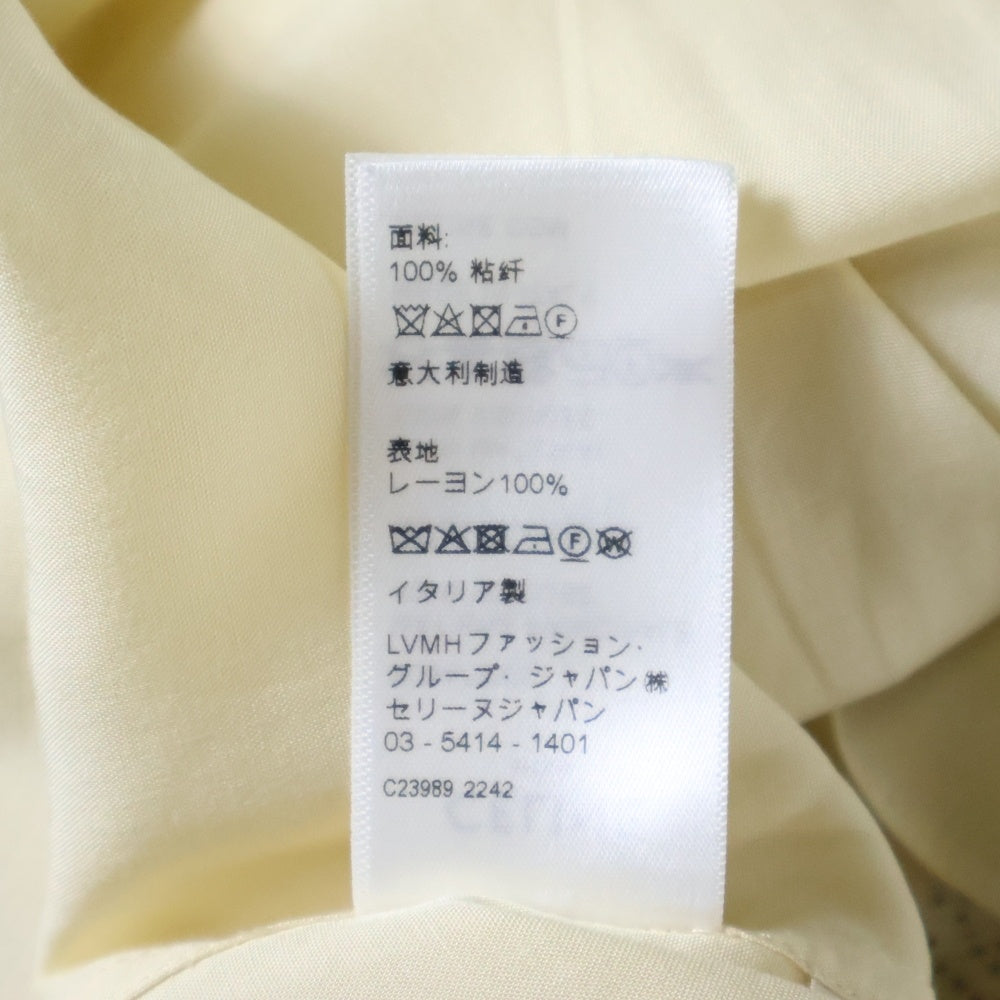 面料:
100% 粘纤
F
意大利制造
表地
レーヨン100%
F W
イタリア製
LVMHファッション・
グループ・ジャパン㈱
セリーヌジャパン
03 - 5414 - 1401
C23989 2242